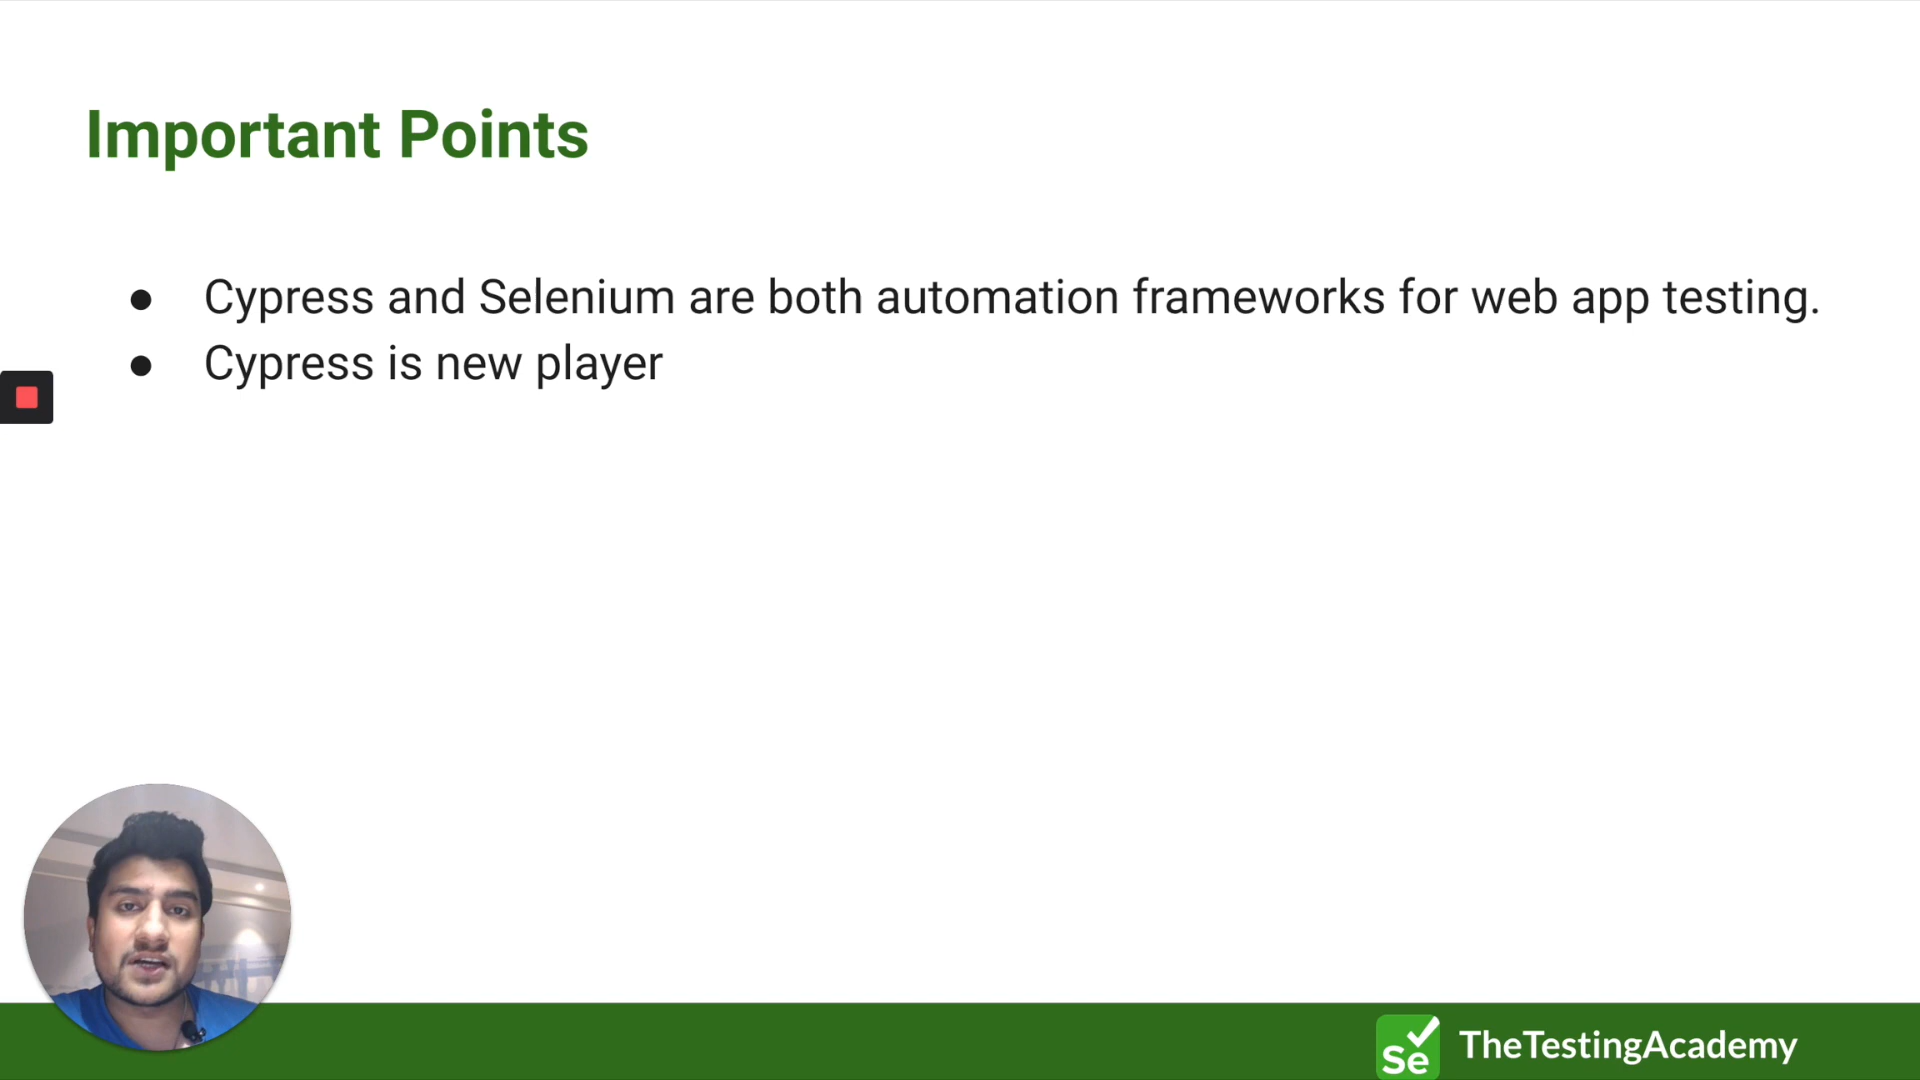 Important Points
● Cypress and Selenium are both automation frameworks for web app testing.
● Cypress is new player
Se TheTestingAcademy